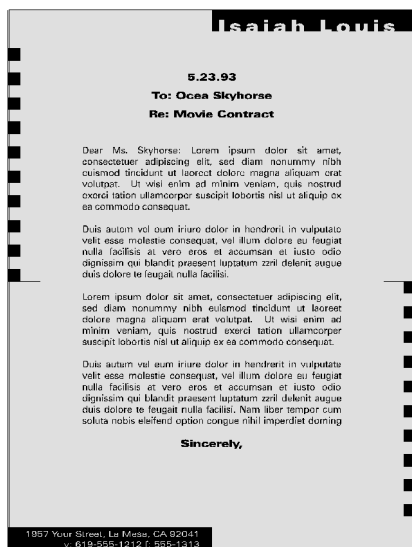 Isaiah Louis
5.23.93
To: Ocea Skyhorse
Re: Movie Contract
Dear Ms. Skyhorse: Lorem ipsum dolor sit amet,
consectetuer adipiscing elit, sed diam nonummy nibh
euismod tincidunt ut laoreet dolore magna aliquam erat
volutpat. Ut wisi enim ad minim veniam, quis nostrud
exerci tation ullamcorper suscipit lobortis nisl ut aliquip ex
ea commodo consequat.
Duis autem vel eum iriure dolor in hendrerit in vulputate
velit esse molestie consequat, vel illum dolore eu feugiat
nulla facilisis at vero eros et accumsan et iusto odio
dignissim qui blandit praesent luptatum zzril delenit augue
duis dolore te feugait nulla facilisi.
Lorem ipsum dolor sit amet, consectetuer adipiscing elit,
sed diam nonummy nibh euismod tincidunt ut laoreet
dolore magna aliquam erat volutpat. Ut wisi enim ad
minim veniam, quis nostrud exerci tation ullamcorper
suscipit lobortis nisl ut aliquip ex ea commodo consequat.
Duis autem vel eum iriure dolor in hendrerit in vulputate
velit esse molestie consequat, vel illum dolore eu feugiat
nulla facilisis at vero eros et accumsan et iusto odio
dignissim qui blandit praesent luptatum zzril delenit augue
duis dolore te feugait nulla facilisi. Nam liber tempor cum
soluta nobis eleifend option congue nihil imperdiet doming
Sincerely,
1957 Your Street, La Mesa, CA 92041
v: 619-555-1212 f: 555-1313